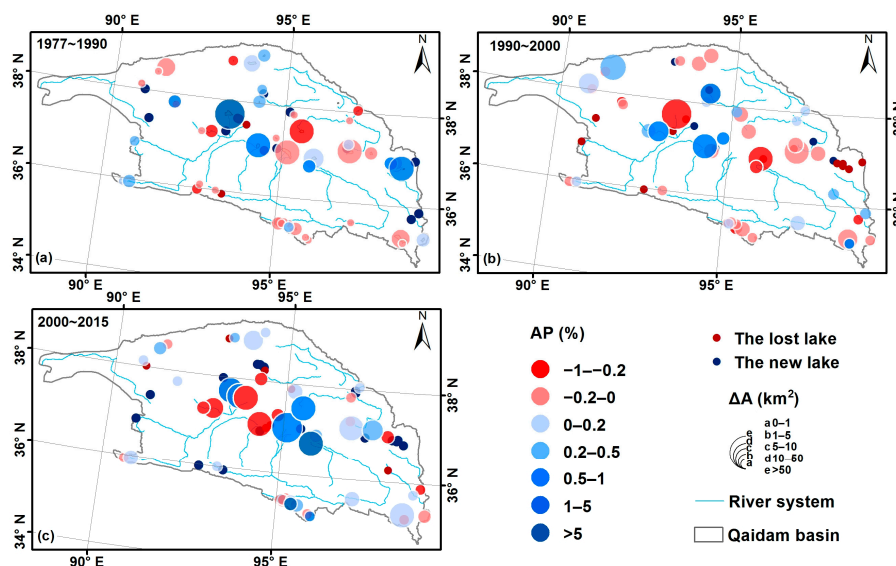 90° E 95° E
1977~1990
N
38° N
38° N
36° N
36° N
34° N
(a)
90° E 95° E
90° E 95° E
1990~2000
N
38° N
38° N
36° N
36° N
34° N
(b)
90° E 95° E
90° E 95° E
2000~2015
N
38° N
38° N
36° N
36° N
34° N
(c)
90° E 95° E
AP (%)
−1–−0.2
−0.2–0
0–0.2
0.2–0.5
0.5–1
1–5
>5
The lost lake
The new lake
ΔA (km²)
a 0–1
b 1–5
c 5–10
d 10–50
e >50
e
d
c
b
a
River system
Qaidam basin